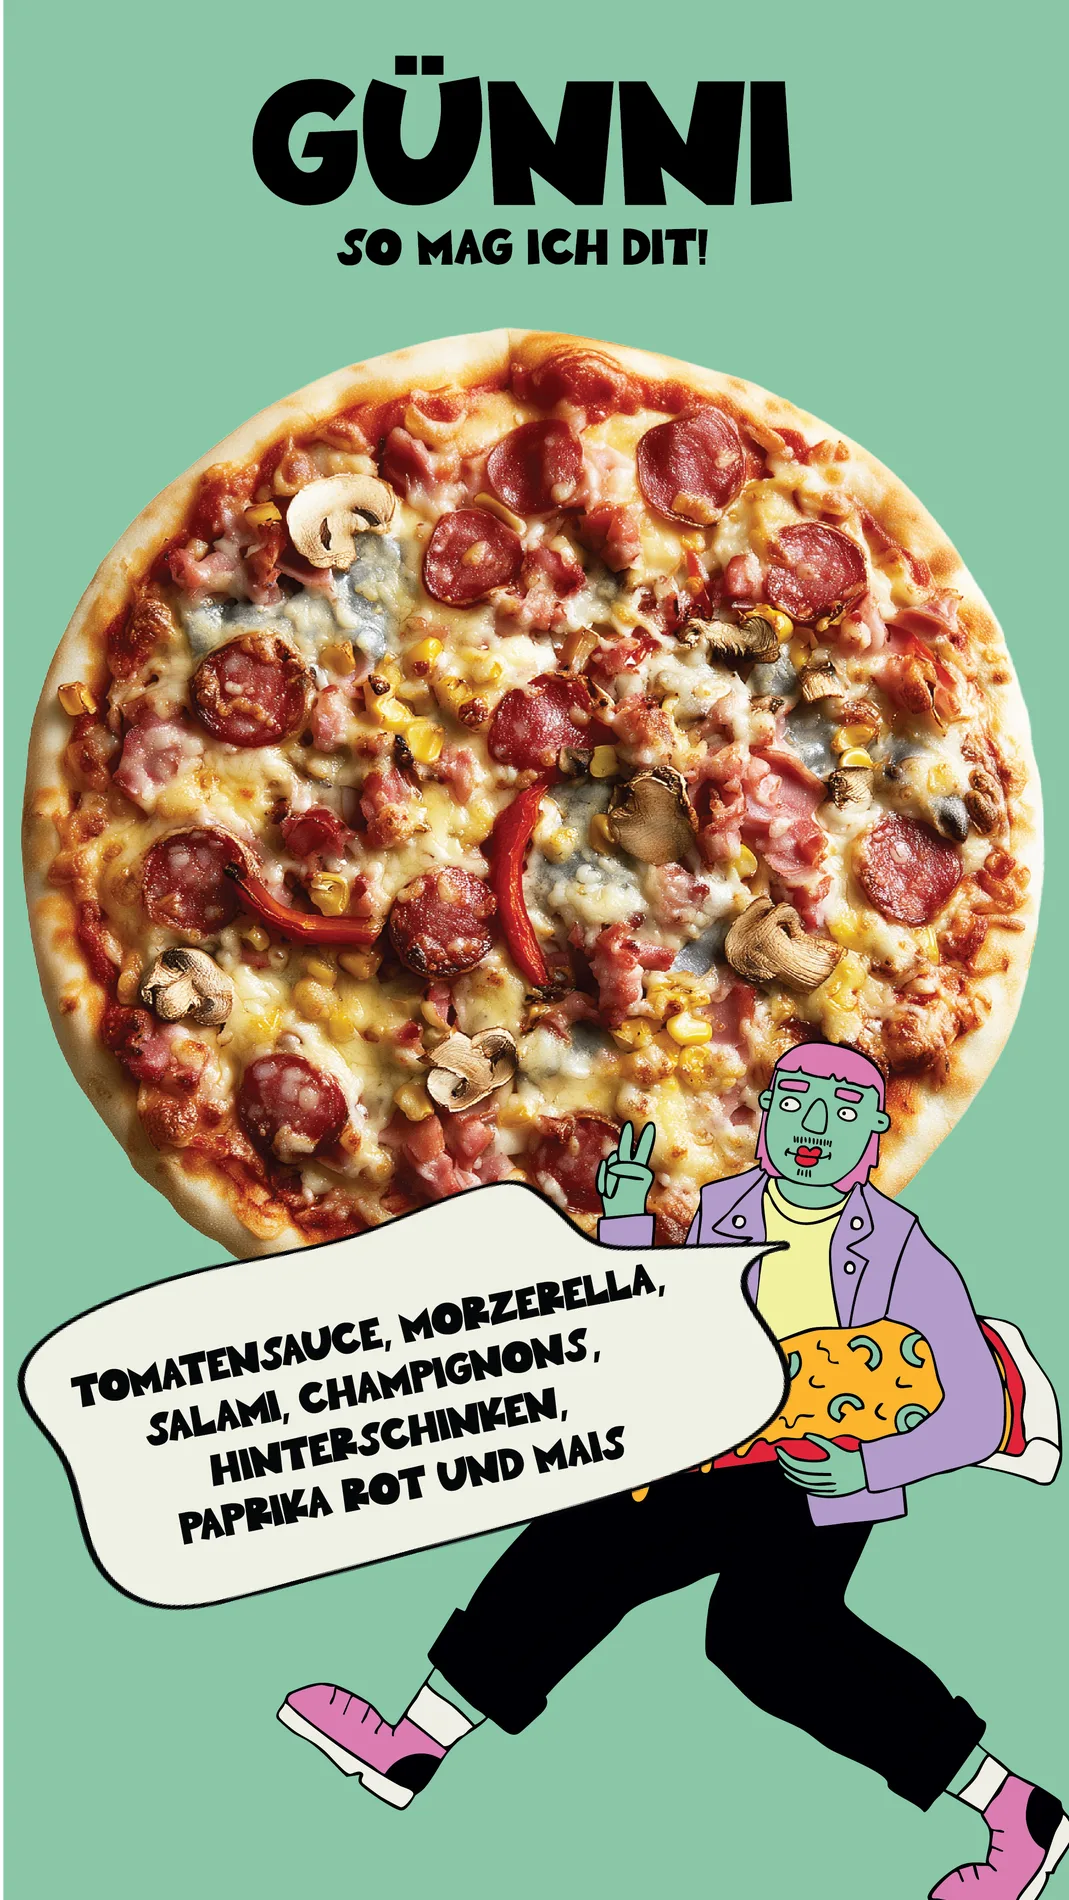 GÜNNI
SO MAG ICH DIT!
TOMATENSAUCE, MORZERELLA,
SALAMI, CHAMPIGNONS,
HINTERSCHINKEN,
PAPRIKA ROT UND MAIS